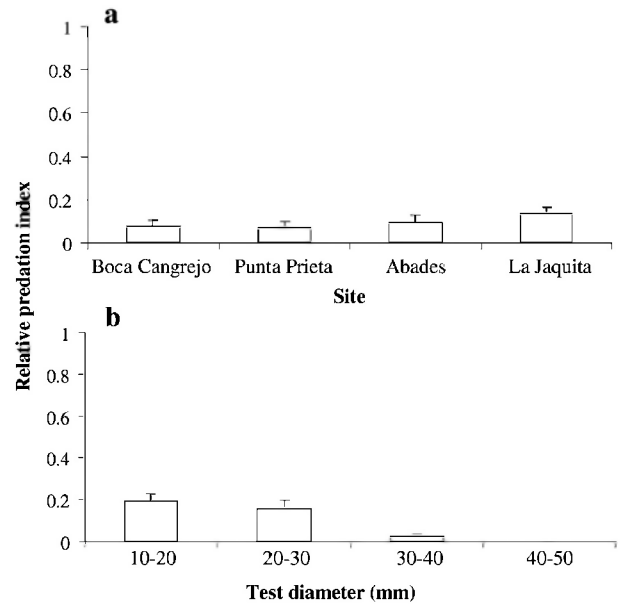 a
1
0.8
0.6
0.4
0.2
0
Boca Cangrejo Punta Prieta Abades La Jaquita
Site
Relative predation index
b
1
0.8
0.6
0.4
0.2
0
10-20 20-30 30-40 40-50
Test diameter (mm)